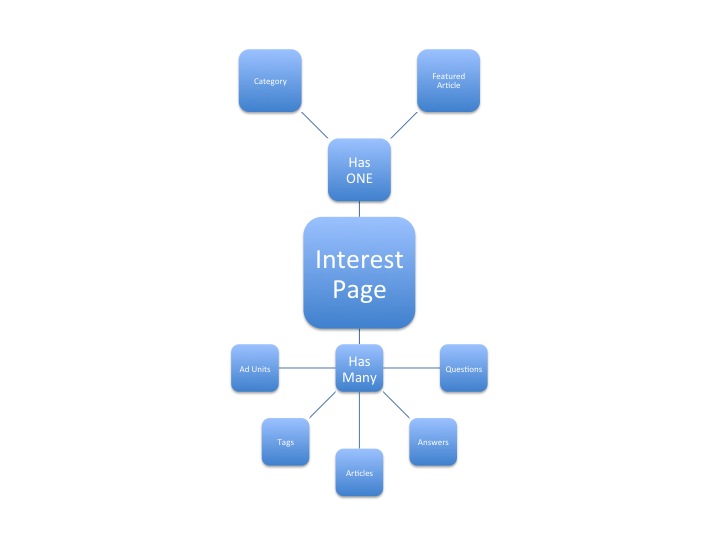 Category
Featured
Article
Has
ONE
Interest
Page
Has
Many
Ad Units
Questions
Tags
Answers
Articles